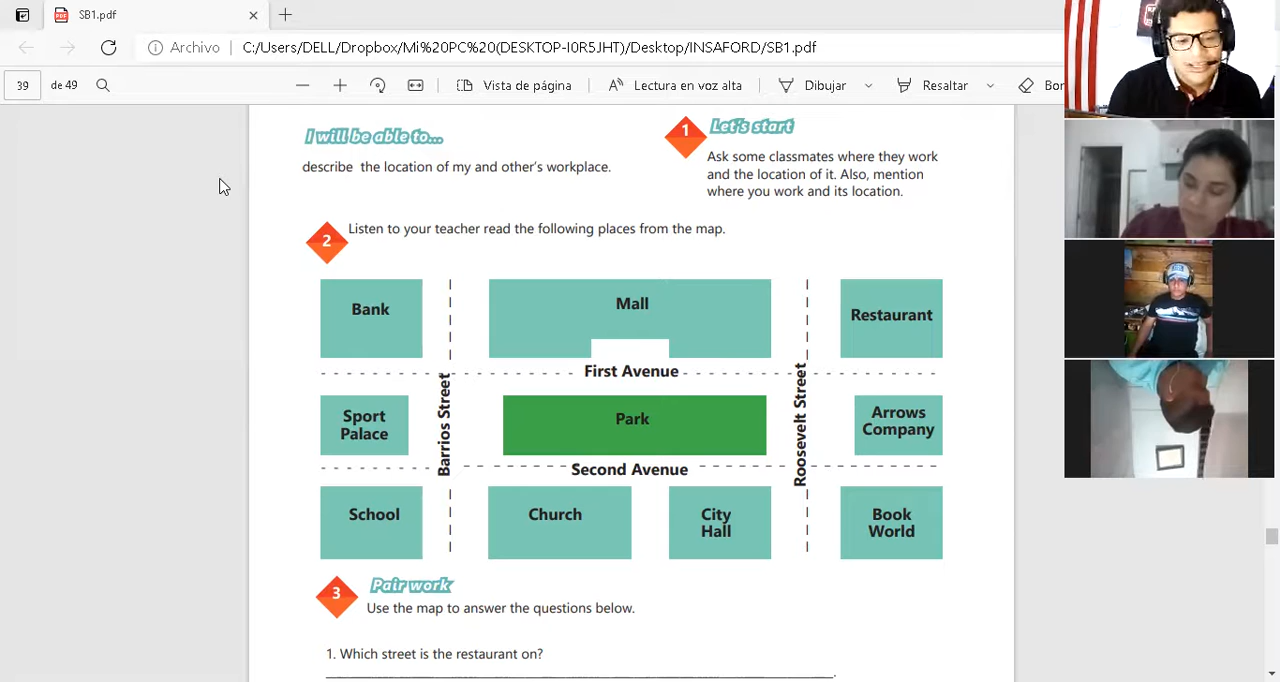 SB1.pdf
Archivo
C:/Users/DELL/Dropbox/Mi%20PC%20(DESKTOP-I0R5JHT)/Desktop/INSAFORD/SB1.pdf
39 de 49
Vista de página
Lectura en voz alta
Dibujar
Resaltar
I will be able to...
describe the location of my and other's workplace.
1
Let's start
Ask some classmates where they work
and the location of it. Also, mention
where you work and its location.
2
Listen to your teacher read the following places from the map.
Bank
Mall
Restaurant
First Avenue
Barrios Street
Roosevelt Street
Sport
Palace
Park
Arrows
Company
Second Avenue
School
Church
City
Hall
Book
World
3
Pair work
Use the map to answer the questions below.
1. Which street is the restaurant on?